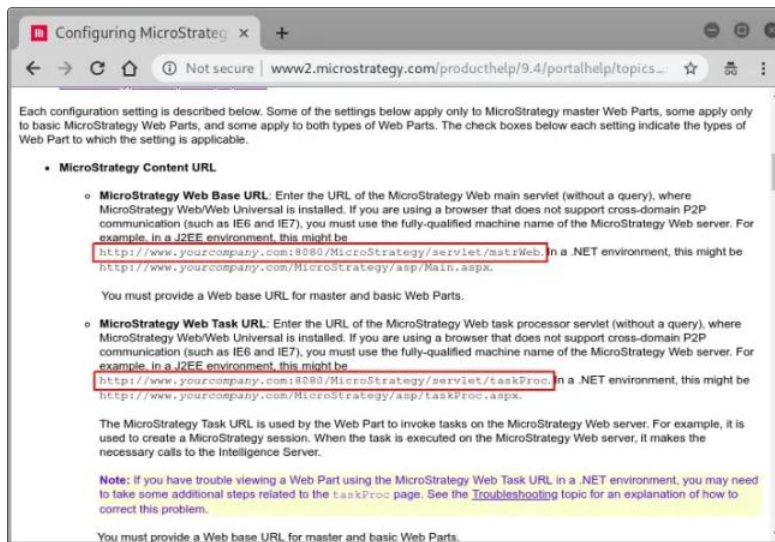 Configuring MicroStrateg
Not secure | www2.microstrategy.com/producthelp/9.4/portalhelp/topics...
Each configuration setting is described below. Some of the settings below apply only to MicroStrategy master Web Parts, some apply only
to basic MicroStrategy Web Parts, and some apply to both types of Web Parts. The check boxes below each setting indicate the types of
Web Part to which the setting is applicable.
• MicroStrategy Content URL
MicroStrategy Web Base URL: Enter the URL of the MicroStrategy Web main servlet (without a query), where
MicroStrategy Web/Web Universal is installed. If you are using a browser that does not support cross-domain P2P
communication (such as IE6 and IE7), you must use the fully-qualified machine name of the MicroStrategy Web server. For
example, in a J2EE environment, this might be
http://www.yourcompany.com:8080/MicroStrategy/servlet/mstrWeb. In a .NET environment, this might be
http://www.yourcompany.com/MicroStrategy/asp/Main.aspx.
You must provide a Web base URL for master and basic Web Parts.
MicroStrategy Web Task URL: Enter the URL of the MicroStrategy Web task processor servlet (without a query), where
MicroStrategy Web/Web Universal is installed. If you are using a browser that does not support cross-domain P2P
communication (such as IE6 and IE7), you must use the fully-qualified machine name of the MicroStrategy Web server. For
example, in a J2EE environment, this might be
http://www.yourcompany.com:8080/MicroStrategy/servlet/taskProc. In a .NET environment, this might be
http://www.yourcompany.com/MicroStrategy/asp/taskProc.aspx.
The MicroStrategy Task URL is used by the Web Part to invoke tasks on the MicroStrategy Web server. For example, it is
used to create a MicroStrategy session. When the task is executed on the MicroStrategy Web server, it makes the
necessary calls to the Intelligence Server.
Note: If you have trouble viewing a Web Part using the MicroStrategy Web Task URL in a .NET environment, you may need
to take some additional steps related to the taskProc page. See the Troubleshooting topic for an explanation of how to
correct this problem.
You must provide a Web base URL for master and basic Web Parts.